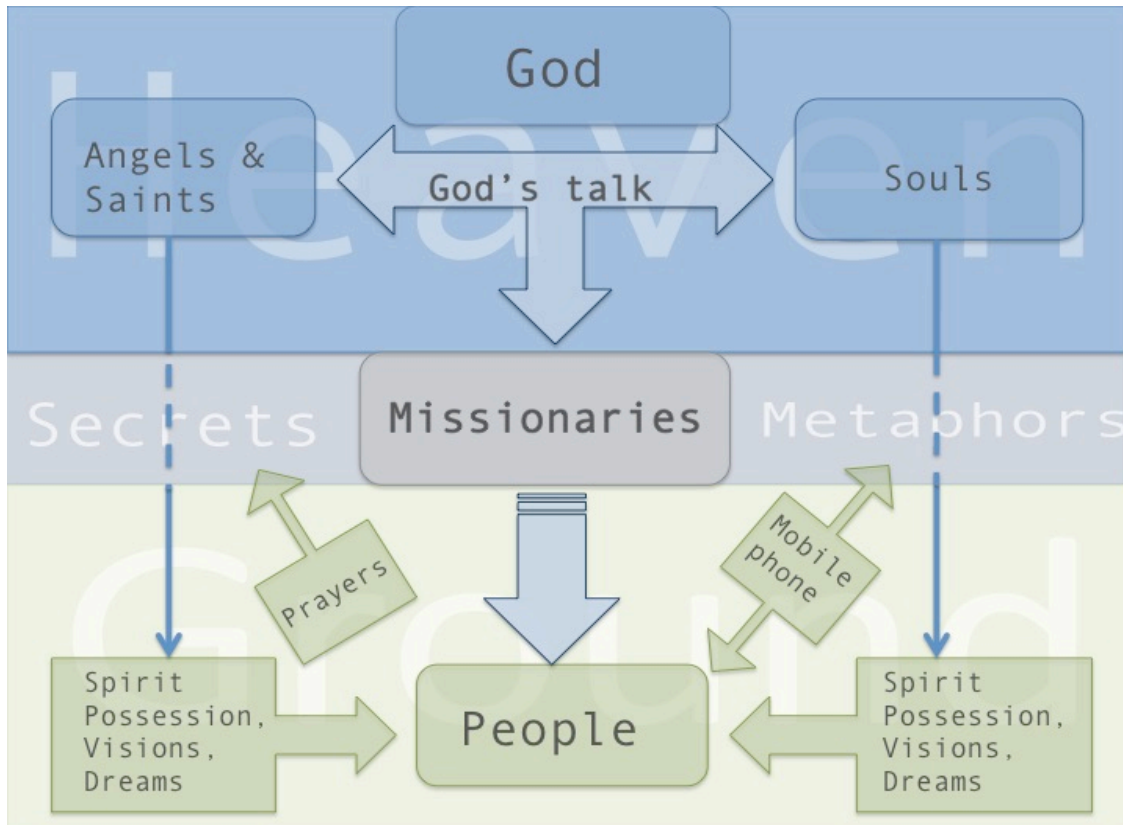 Heaven
God
Angels &
Saints
God's talk
Souls
Secrets
Missionaries
Metaphors
Ground
Prayers
Mobile
phone
Spirit
Possession,
Visions,
Dreams
People
Spirit
Possession,
Visions,
Dreams